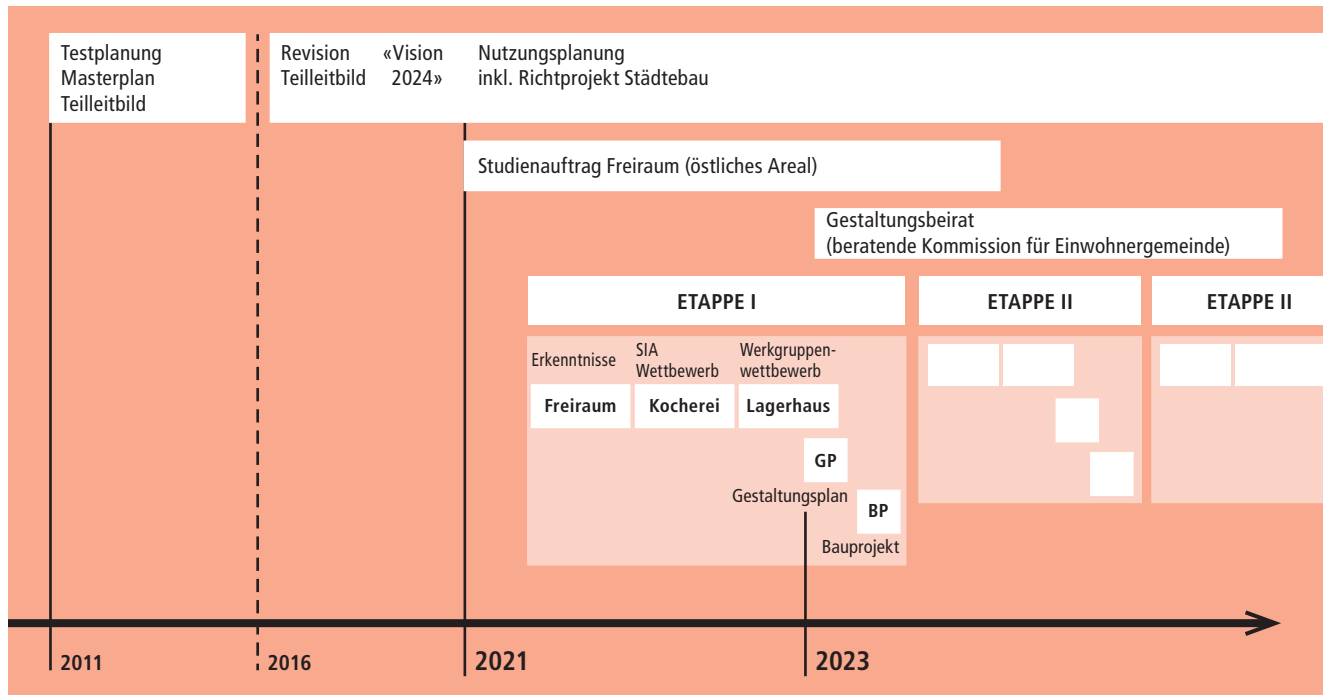 Testplanung
Masterplan
Teilleitbild
Revision «Vision
Teilleitbild 2024»
Nutzungsplanung
inkl. Richtprojekt Städtebau
Studienauftrag Freiraum (östliches Areal)
Gestaltungsbeirat
(beratende Kommission für Einwohnergemeinde)
ETAPPE I
ETAPPE II
ETAPPE II
Erkenntnisse
SIA
Wettbewerb
Werkgruppen-
wettbewerb
Freiraum
Kocherei
Lagerhaus
GP
Gestaltungsplan
BP
Bauprojekt
2011
2016
2021
2023